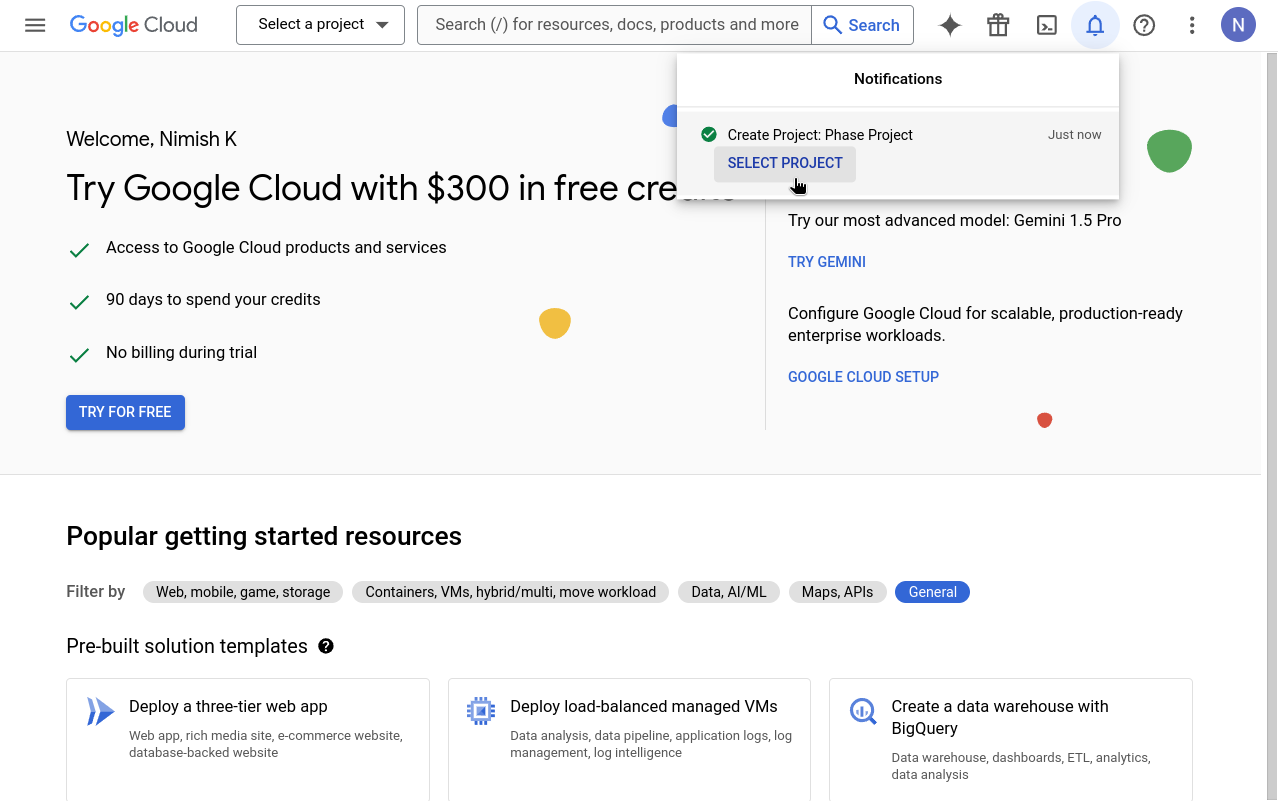 Google Cloud
Select a project
Search (/) for resources, docs, products and more
Search
N
Notifications
Create Project: Phase Project
Just now
SELECT PROJECT
Welcome, Nimish K
Try Google Cloud with $300 in free credits
Access to Google Cloud products and services
90 days to spend your credits
No billing during trial
TRY FOR FREE
Try our most advanced model: Gemini 1.5 Pro
TRY GEMINI
Configure Google Cloud for scalable, production-ready
enterprise workloads.
GOOGLE CLOUD SETUP
Popular getting started resources
Filter by
Web, mobile, game, storage
Containers, VMs, hybrid/multi, move workload
Data, AI/ML
Maps, APIs
General
Pre-built solution templates
Deploy a three-tier web app
Web app, rich media site, e-commerce website,
database-backed website
Deploy load-balanced managed VMs
Data analysis, data pipeline, application logs, log
management, log intelligence
Create a data warehouse with
BigQuery
Data warehouse, dashboards, ETL, analytics,
data analysis